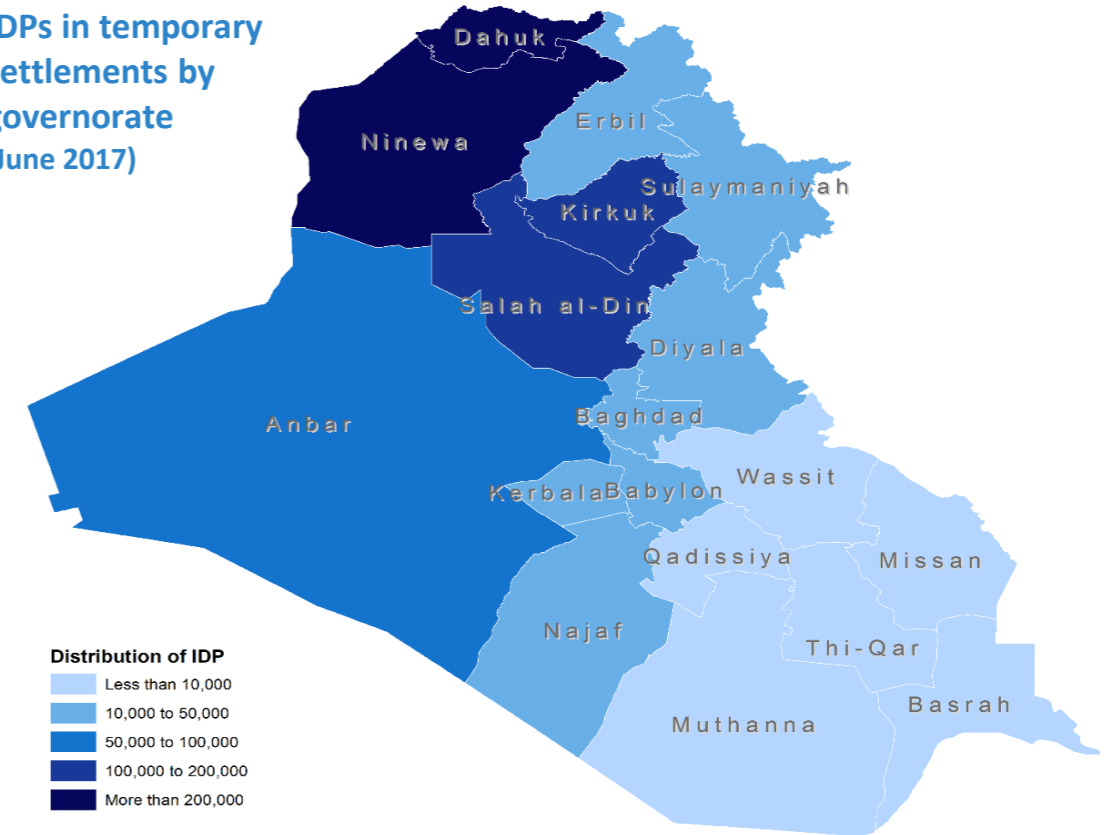 DPs in temporary
ettlements by
governorate
June 2017)
Dahuk
Erbil
Ninewa
Sulaymaniyah
Kirkuk
Salah al-Din
Diyala
Baghdad
Anbar
Wassit
Kerbala
Babylon
Qadissiya
Missan
Najaf
Thi-Qar
Basrah
Muthanna
Distribution of IDP
Less than 10,000
10,000 to 50,000
50,000 to 100,000
100,000 to 200,000
More than 200,000